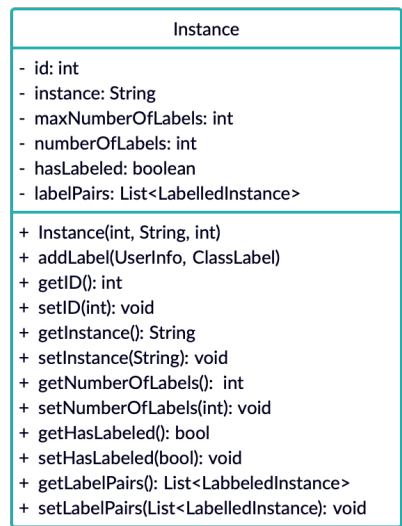 Instance
- id: int
- instance: String
- maxNumberOfLabels: int
- numberOfLabels: int
- hasLabeled: boolean
- labelPairs: List<LabelledInstance>
+ Instance(int, String, int)
+ addLabel(UserInfo, ClassLabel)
+ getID(): int
+ setID(int): void
+ getInstance(): String
+ setInstance(String): void
+ getNumberOfLabels(): int
+ setNumberOfLabels(int): void
+ getHasLabeled(): bool
+ setHasLabeled(bool): void
+ getLabelPairs(): List<LabbeledInstance>
+ setLabelPairs(List<LabelledInstance): void